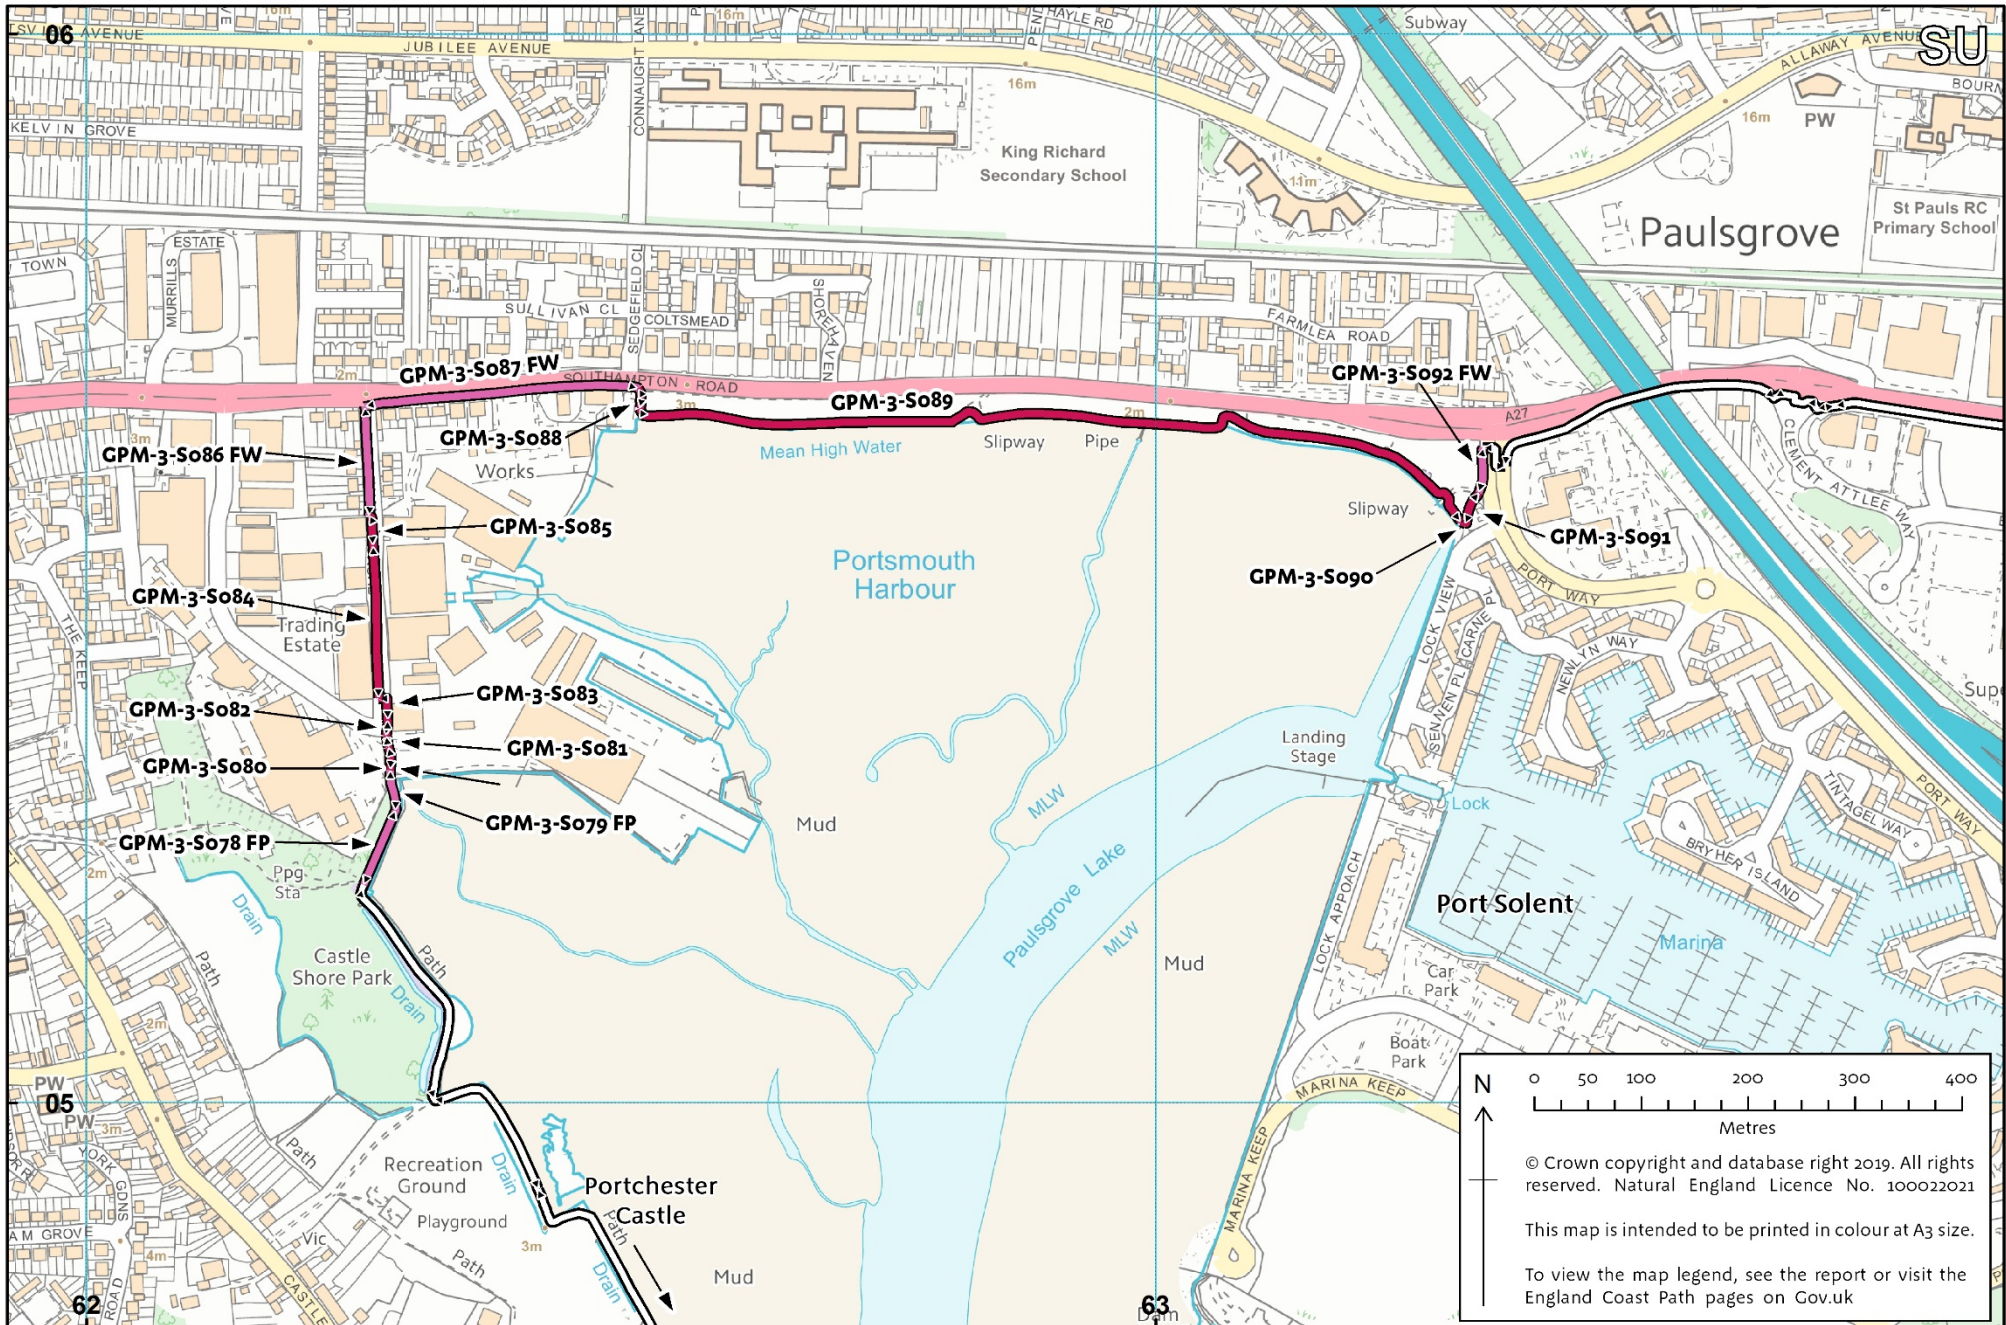 06
JUBILEE AVENUE
CONNAUGHT LANE
HAYLE RD
Subway
SU
16m
16m
16m
ALLAWAY AVENUE
BOURN
16m
PW
KELVIN GROVE
King Richard
Secondary School
11m
St Pauls RC
Primary School
Paulsgrove
ESTATE
TOWN
MURRILLS
SULLIVAN CL
SEDGEFIELD CL
COLTSMEAD
SHOREHAVEN
FARMLEA ROAD
2m
GPM-3-S087 FW
SOUTHAMPTON ROAD
3m
GPM-3-S089
2m
GPM-3-S092 FW
A27
3m
GPM-3-S088
Mean High Water
Slipway
Pipe
GPM-3-S086 FW
Works
CLEMENT ATTLEE WAY
GPM-3-S085
Slipway
GPM-3-S091
Portsmouth
Harbour
GPM-3-S090
PORT WAY
GPM-3-S084
Trading
Estate
THE KEEP
LOCK VIEW
SENNEN PL
CARNE PL
NEWLYN WAY
GPM-3-S083
GPM-3-S082
GPM-3-S081
GPM-3-S080
Landing
Stage
Lock
MLW
TINTAGEL WAY
PORT WAY
GPM-3-S079 FP
Mud
GPM-3-S078 FP
BRYHER ISLAND
Ppg
Sta
2m
Drain
Paulsgrove Lake
MLW
LOCK APPROACH
Port Solent
Marina
Path
Castle
Shore Park
Path
Drain
Mud
Car
Park
2m
Boat
Park
PW
05
PW
3m
MARINA KEEP
YORK GDNS
Path
Recreation
Ground
Drain
Portchester
Castle
Playground
Path
MARINA KEEP
AM GROVE
Vic
3m
4m
Path
ROAD
CASTLE
Drain
Mud
62
63
Dam
N
0 50 100 200 300 400
Metres
© Crown copyright and database right 2019. All rights
reserved. Natural England Licence No. 100022021
This map is intended to be printed in colour at A3 size.
To view the map legend, see the report or visit the
England Coast Path pages on Gov.uk